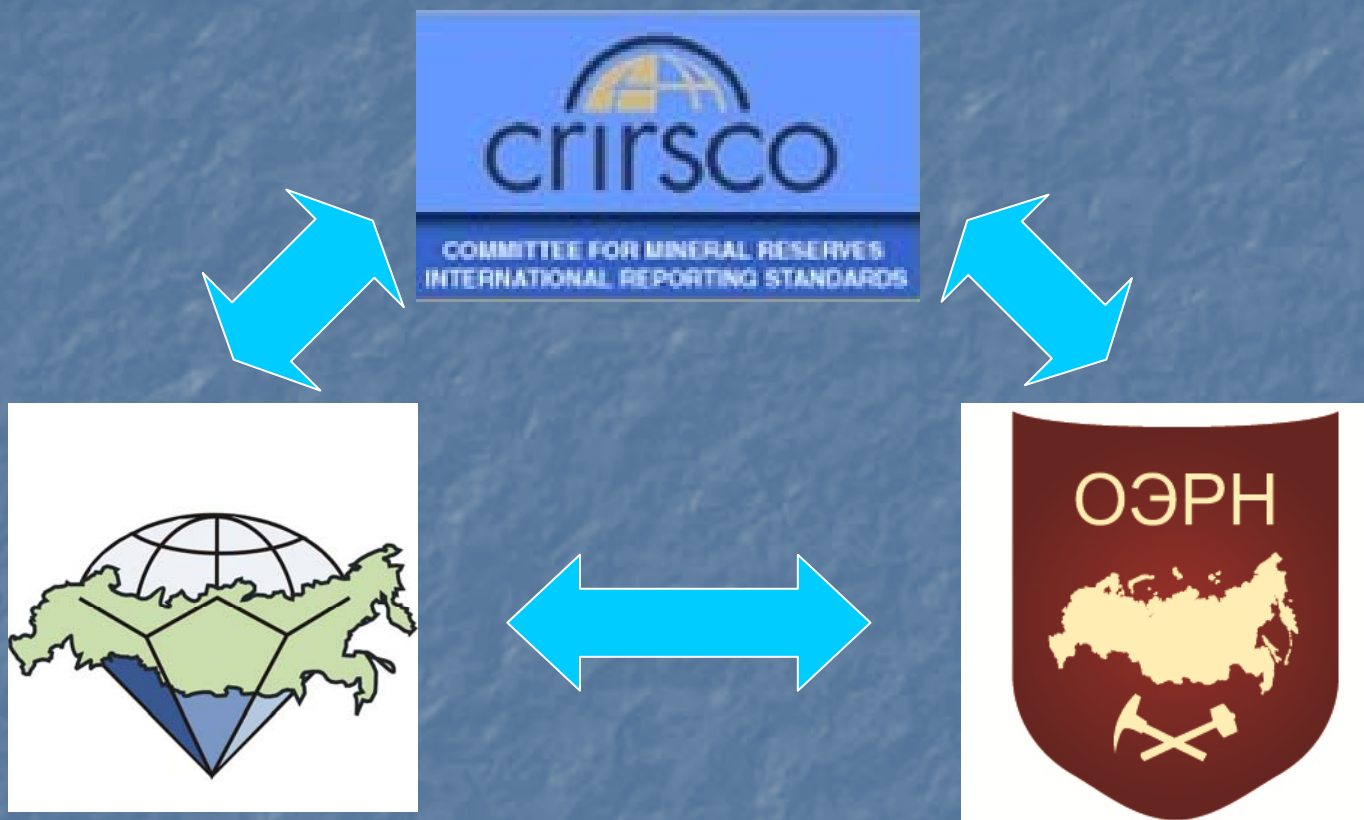 crirsco
COMMITTEE FOR MINERAL RESERVES
INTERNATIONAL REPORTING STANDARDS
ОЭРН